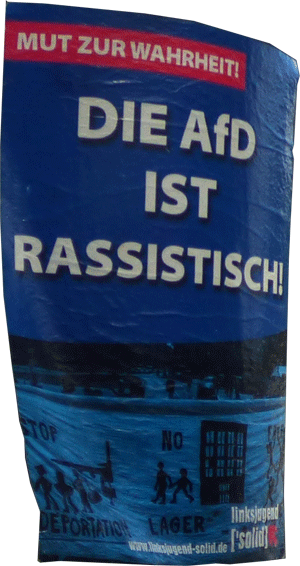 MUT ZUR WAHRHEIT!
DIE AfD
IST
RASSISTISCH!
STOP
NO
DEPORTATION
LAGER
linksjugend
['solid]
www.linksjugend-solid.de